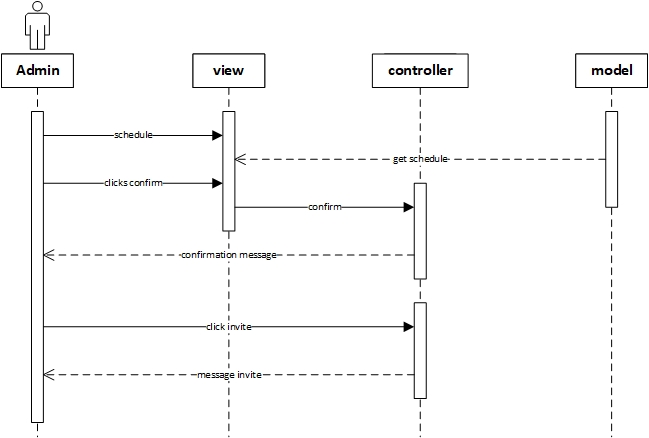 Admin
view
controller
model
schedule
get schedule
clicks confirm
confirm
confirmation message
click invite
message invite